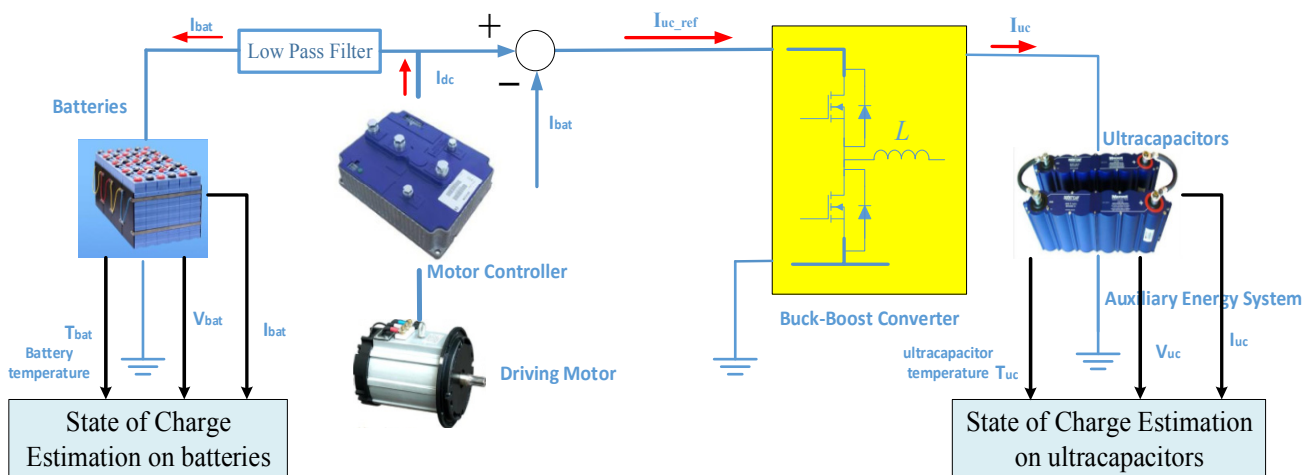 Ibat
Low Pass Filter
+
−
Iuc_ref
Iuc
Idc
Ibat
Batteries
L
Ultracapacitors
Motor Controller
Buck-Boost Converter
Auxiliary Energy System
Driving Motor
Tbat
Battery
temperature
Vbat
Ibat
ultracapacitor
temperature Tuc
Vuc
Iuc
State of Charge
Estimation on batteries
State of Charge Estimation
on ultracapacitors